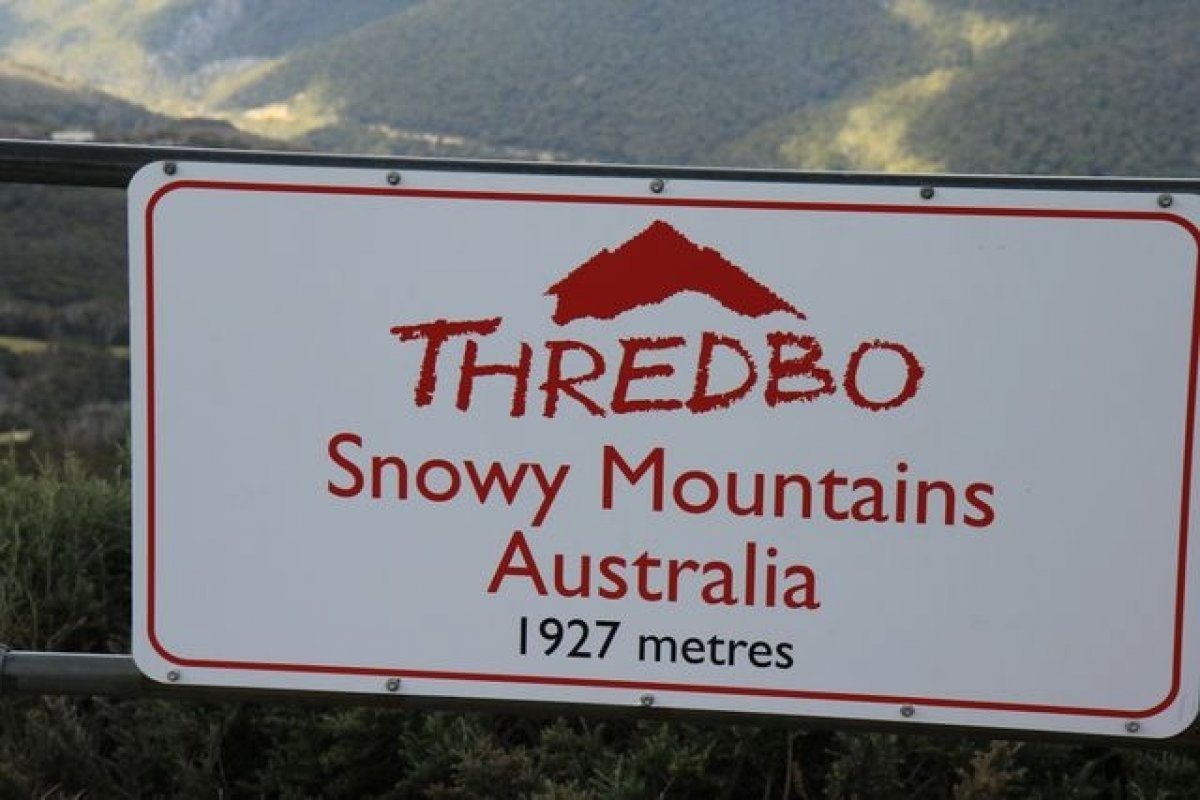 THREDBO
Snowy Mountains
Australia
1927 metres